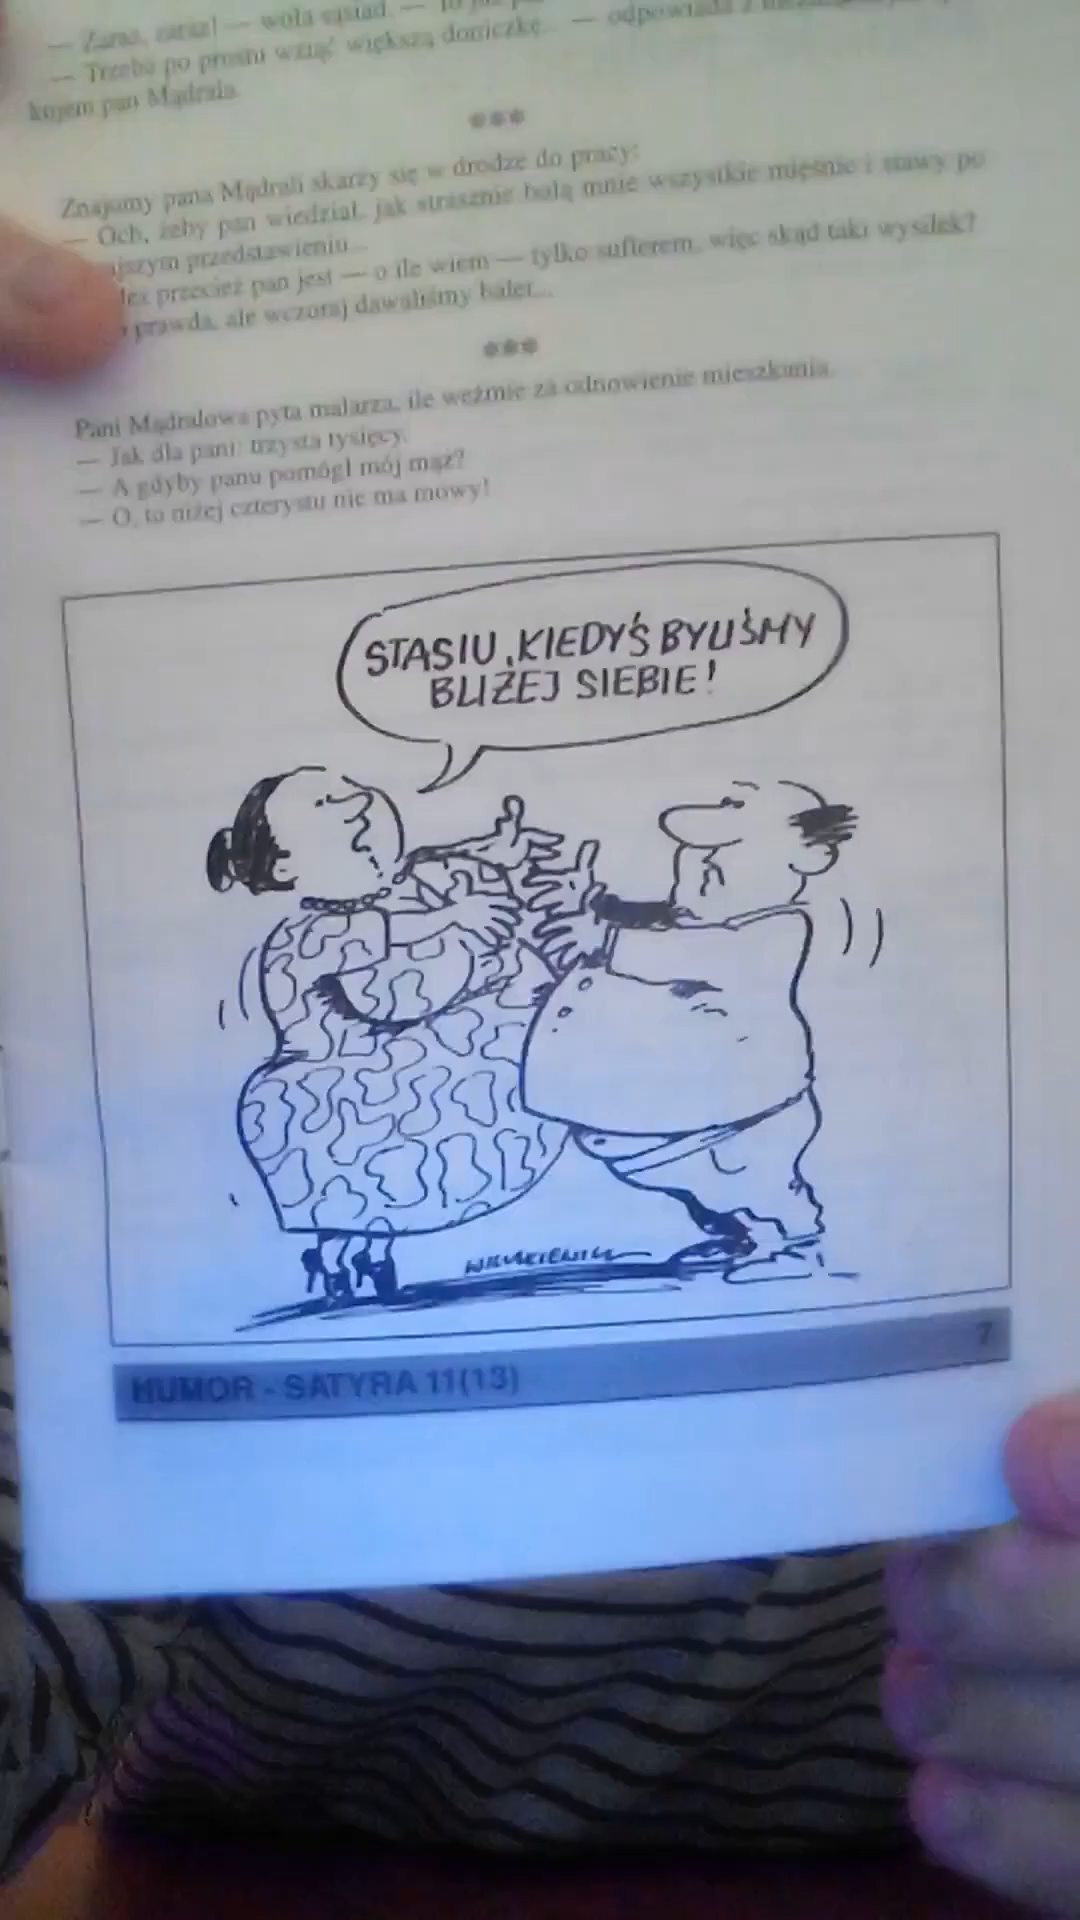 — Zaraz, zaraz! — woła sąsiad. — To już
— Trzeba po prostu wziąć większą doniczkę... — odpowiada z
kojem pan Mądrala.
***
Znajomy pana Mądrali skarży się w drodze do pracy:
— Och, żeby pan wiedział, jak strasznie bolą mnie wszystkie mięśnie i stawy po
jszym przedstawieniu...
przecież pan jest — o ile wiem — tylko suflerem, więc skąd taki wysiłek?
prawda, ale wczoraj dawaliśmy balet...
***
Pani Mądralowa pyta malarza, ile weźmie za odnowienie mieszkania.
— Jak dla pani: trzysta tysięcy.
— A gdyby panu pomógł mój mąż?
— O, to niżej czterystu nie ma mowy!
STASIU, KIEDYŚ BYLIŚMY
BLIŻEJ SIEBIE!
HUMOR - SATYRA 11(13)
7